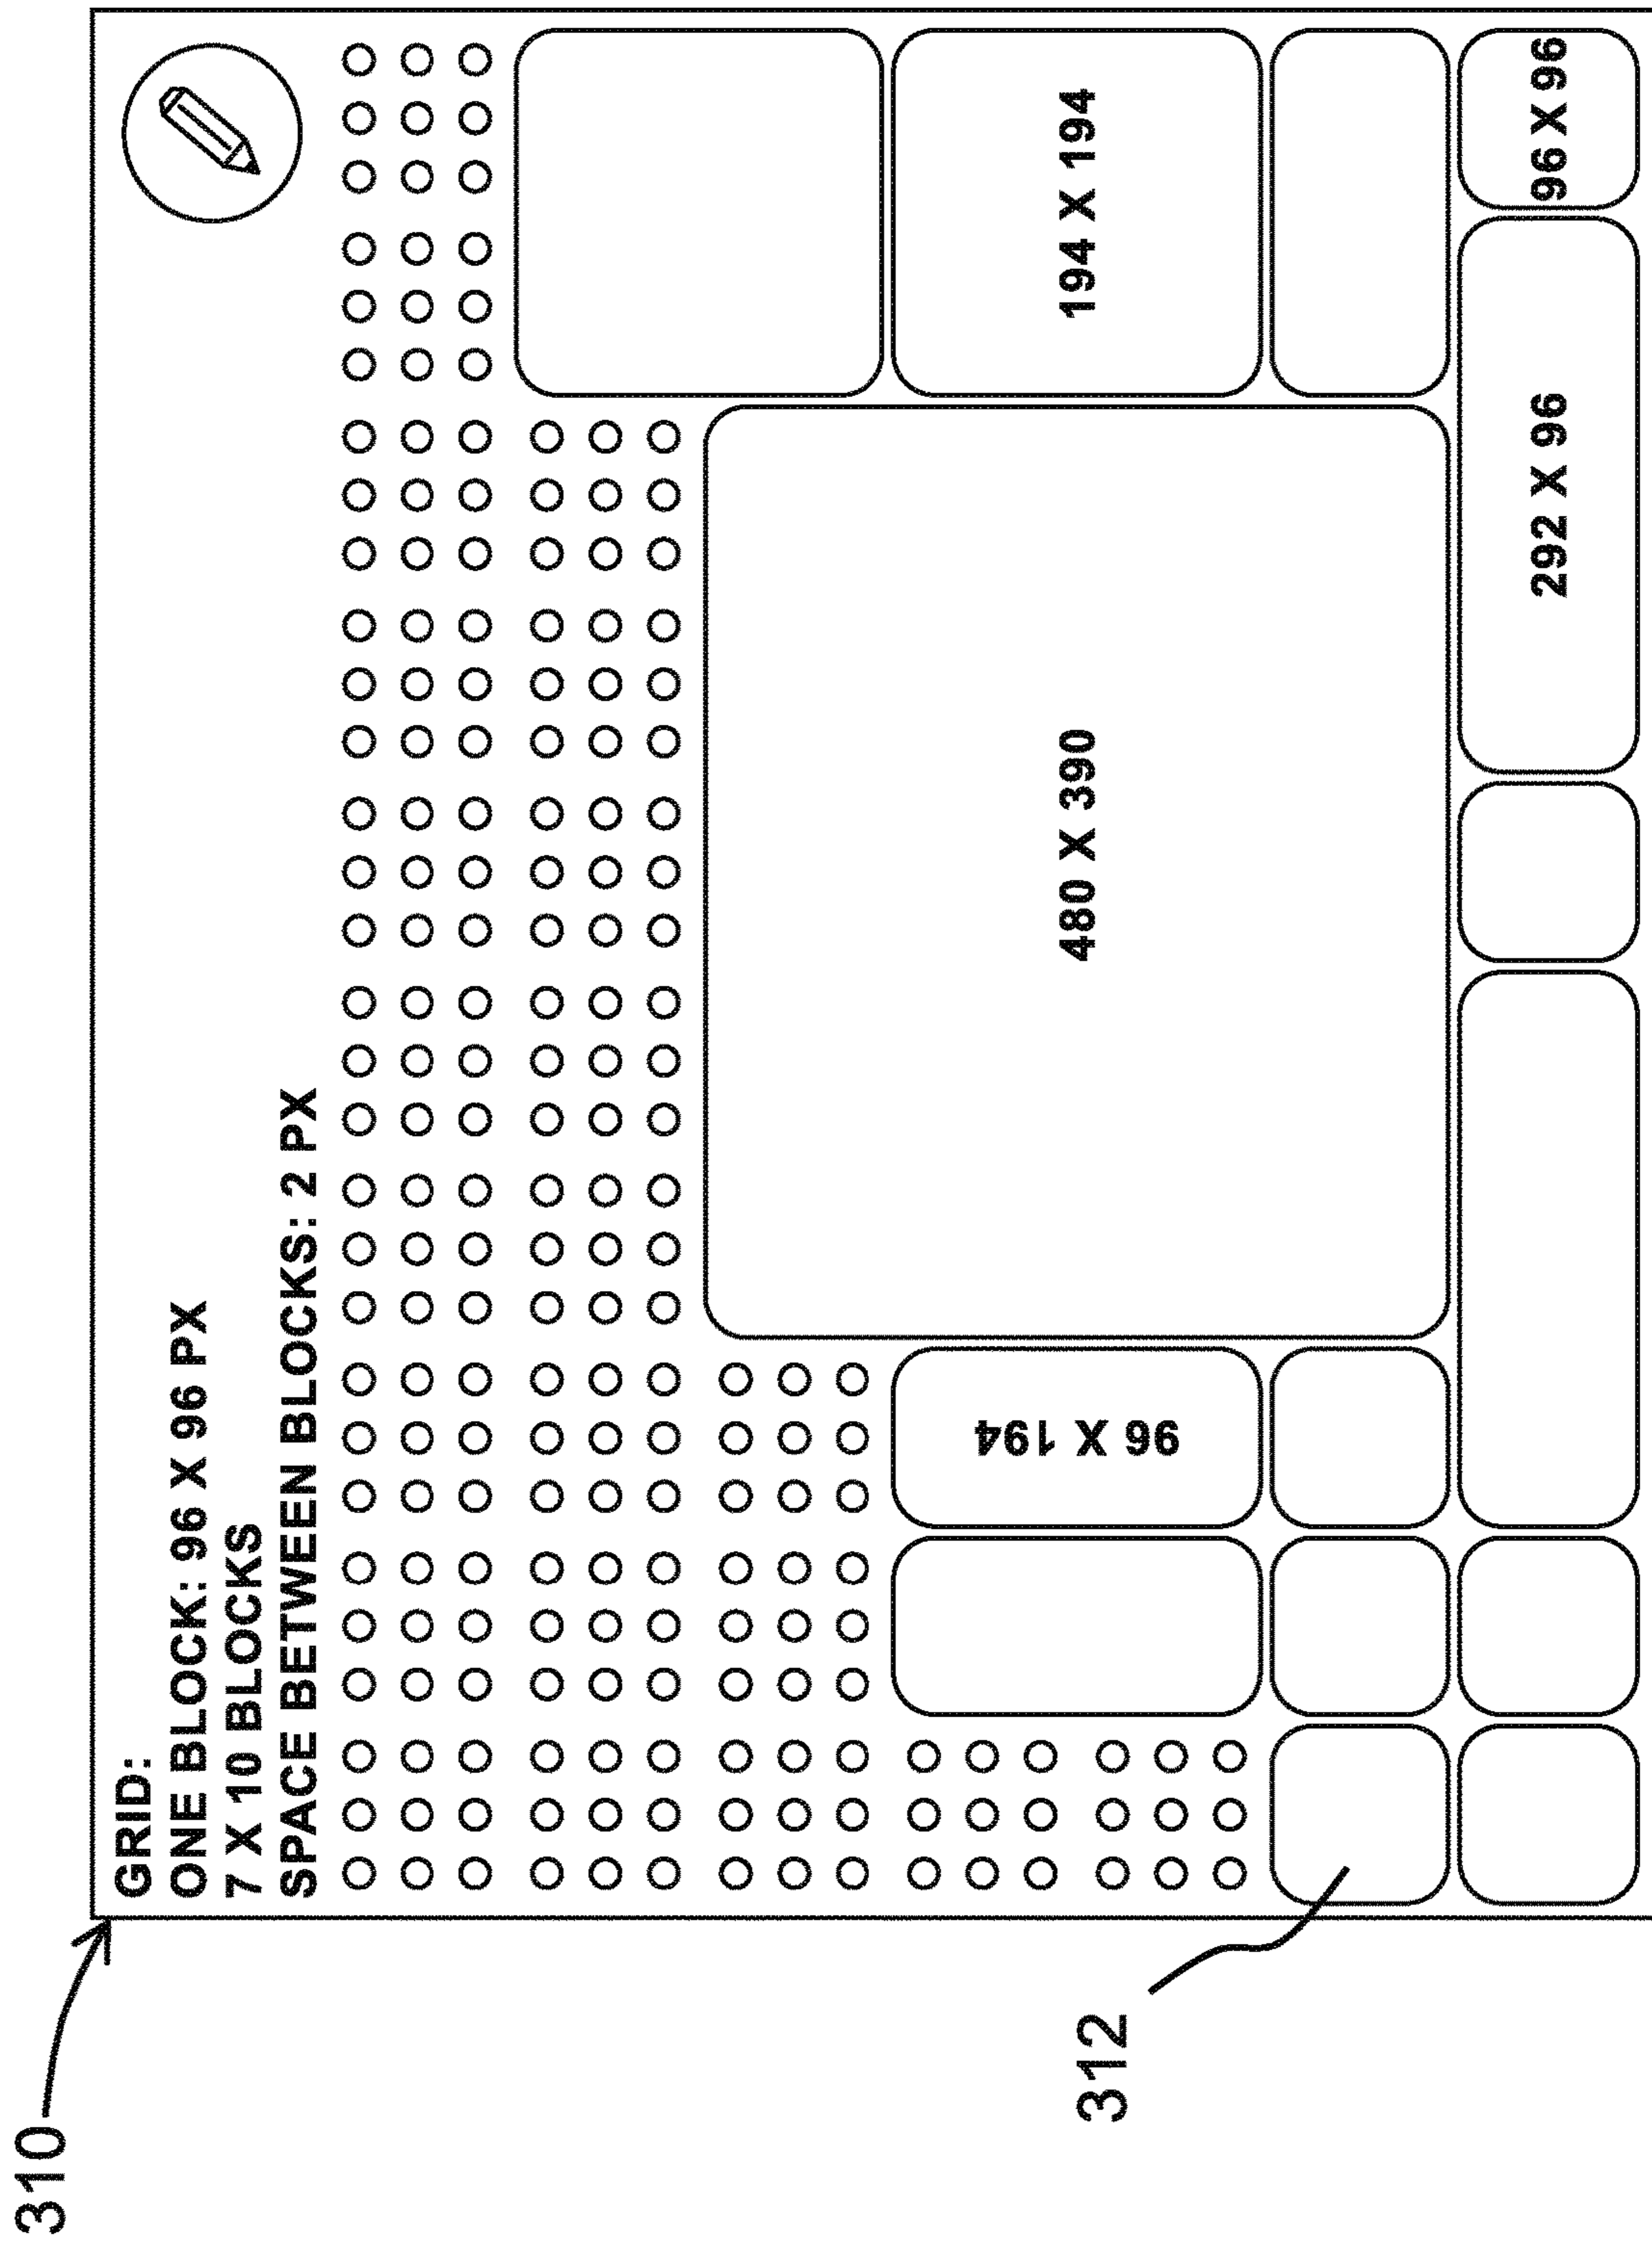 310
GRID:
ONE BLOCK: 96 X 96 PX
7 X 10 BLOCKS
SPACE BETWEEN BLOCKS: 2 PX
96 X 194
480 X 390
194 X 194
312
292 X 96
96 X 96